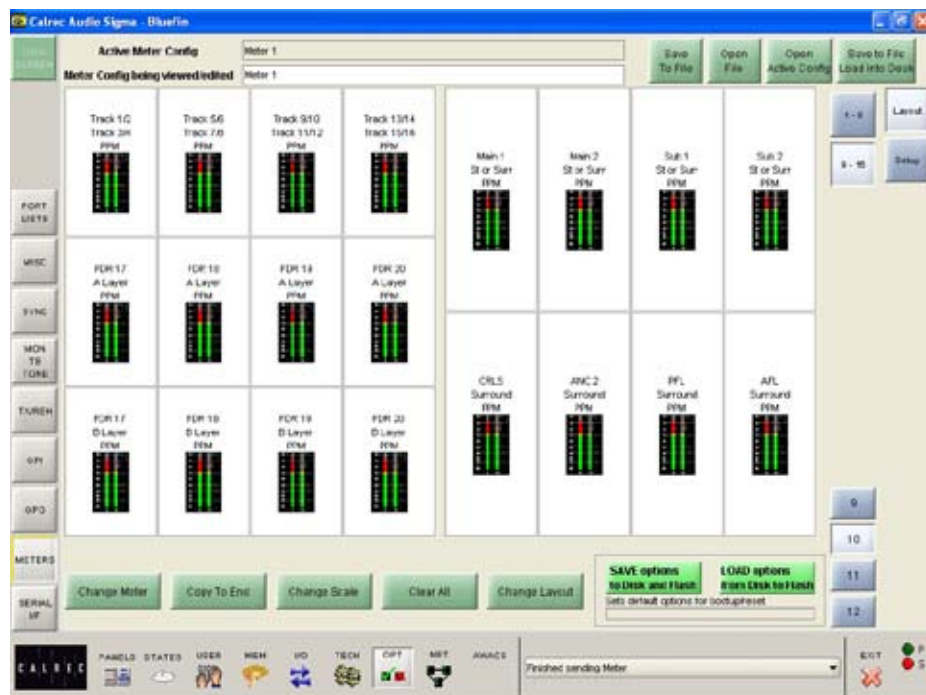 Calrec Audio Sigma - Bluefin
Active Meter Config
Meter 1
Meter Config being viewed/edited
Meter 1
Save To File
Open File
Open Active Config
Save to File Load into Desk
Track 1/2
Track 3/4
PPM
Track 5/6
Track 7/8
PPM
Track 9/10
Track 11/12
PPM
Track 13/14
Track 15/16
PPM
Main 1
St or Surr
PPM
Main 2
St or Surr
PPM
Sub 1
St or Surr
PPM
Sub 2
St or Surr
PPM
1 - 8
9 - 16
Layout
Setup
PORT LISTS
MISC
SYNC
MON
TB
TONE
TX/REH
GPI
GPO
METERS
SERIAL I/F
FDR 17
A Layer
PPM
FDR 18
A Layer
PPM
FDR 19
A Layer
PPM
FDR 20
A Layer
PPM
CRLS
Surround
PPM
ANC 2
Surround
PPM
PFL
Surround
PPM
AFL
Surround
PPM
FDR 17
B Layer
PPM
FDR 18
B Layer
PPM
FDR 19
B Layer
PPM
FDR 20
B Layer
PPM
9
10
11
12
Change Meter
Copy To End
Change Scale
Clear All
Change Layout
SAVE options
to Disk and Flash
LOAD options
from Disk to Flash
Sets default options for bootup/reset
CALREC
PANELS
STATES
USER
MEM
I/O
TECH
OPT
NET
AWACS
Finished sending Meter
EXIT
P
S